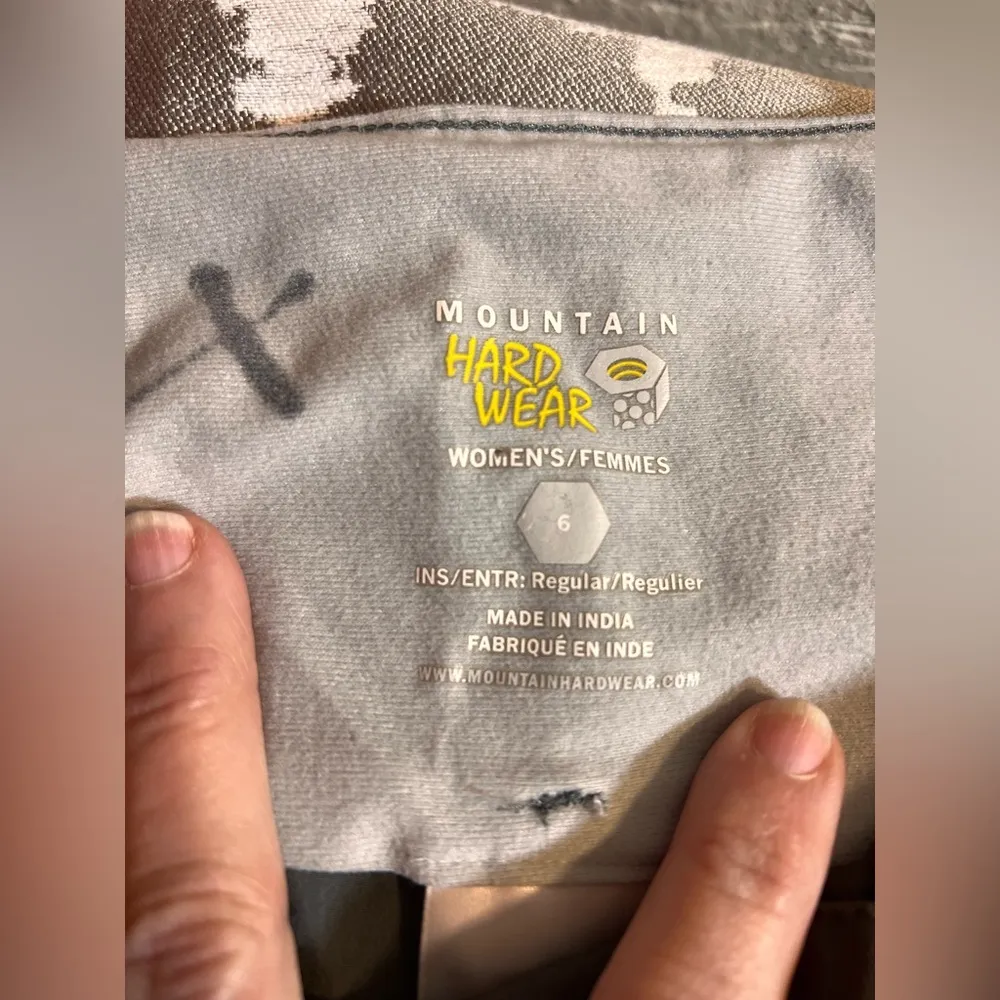 MOUNTAIN
HARD
WEAR
WOMEN'S/FEMMES
6
INS/ENTR: Regular/Regulier
MADE IN INDIA
FABRIQUÉ EN INDE
WWW.MOUNTAINHARDWEAR.COM